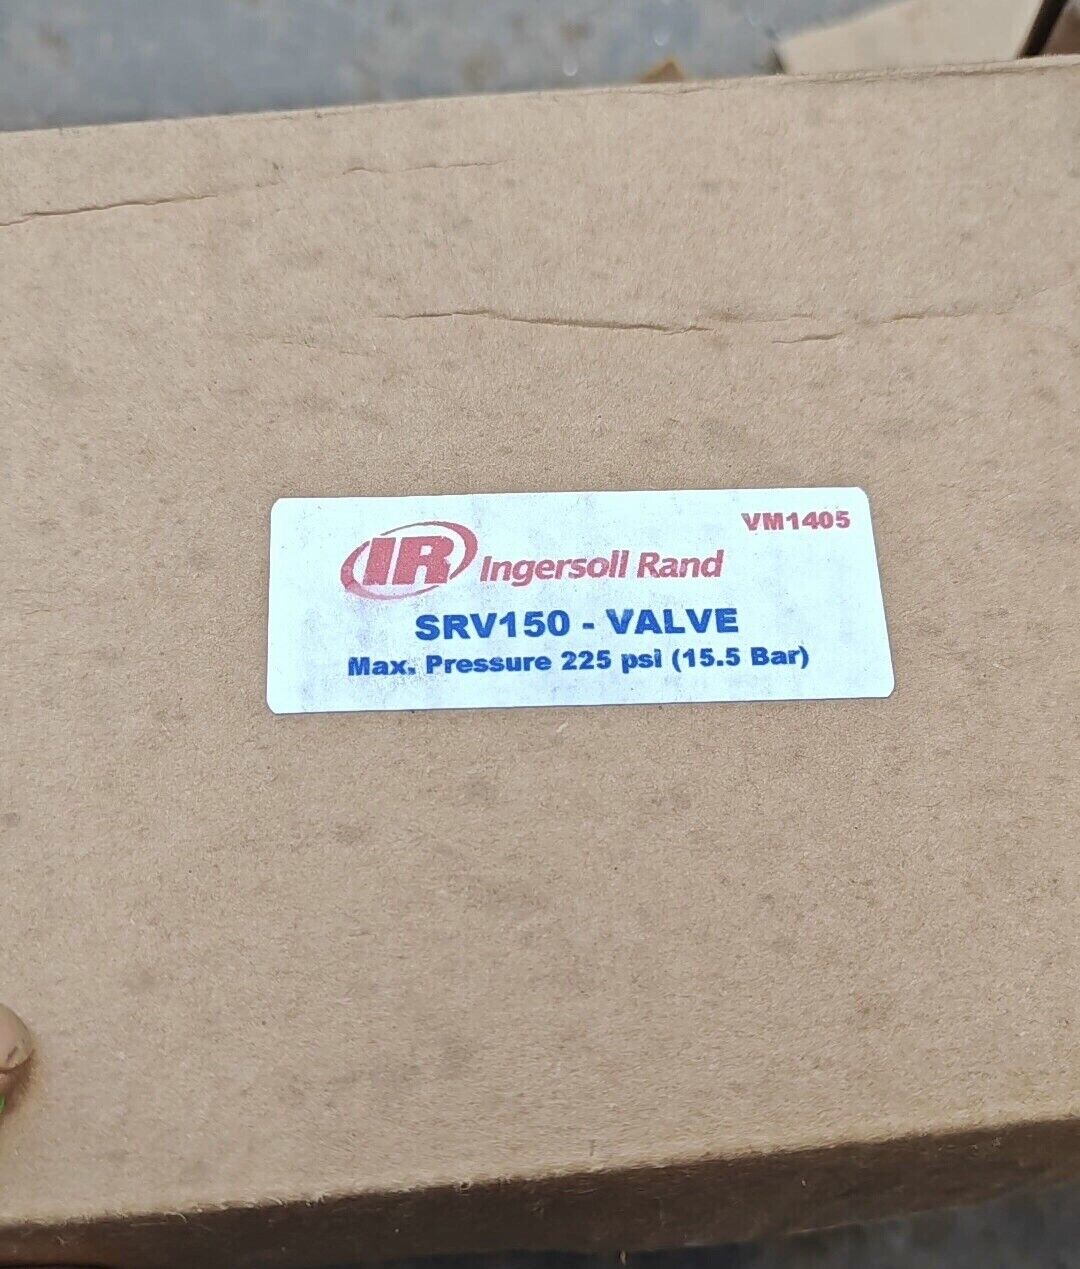 VM1405
IR Ingersoll Rand
SRV150 - VALVE
Max. Pressure 225 psi (15.5 Bar)